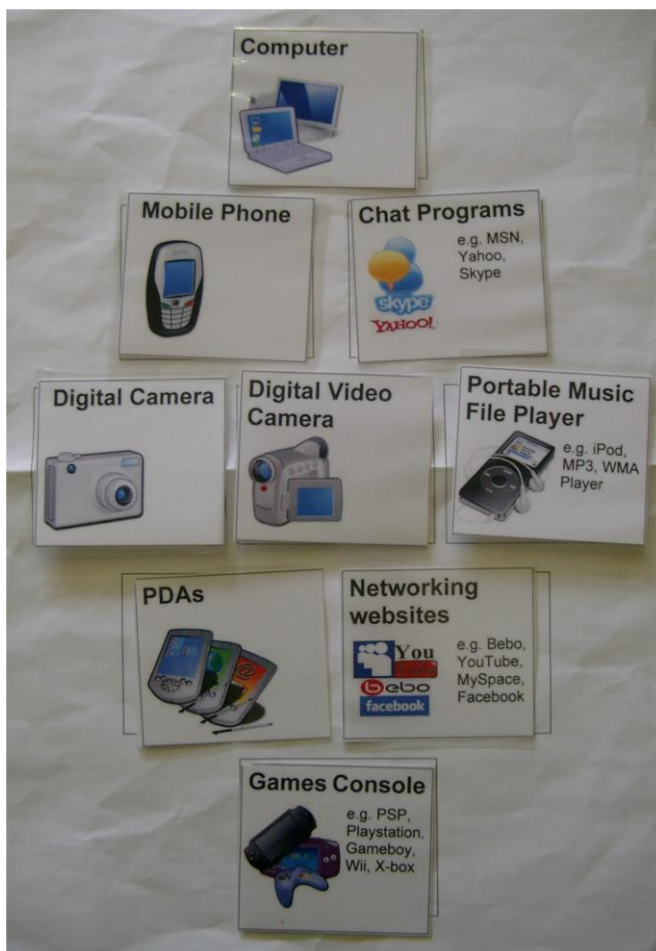 Computer
Mobile Phone
Chat Programs
e.g. MSN,
Yahoo,
Skype
skype
YAHOO!
Digital Camera
Digital Video
Camera
Portable Music
File Player
e.g. iPod,
MP3, WMA
Player
PDAs
Networking
websites
You
bebo
facebook
e.g. Bebo,
YouTube,
MySpace,
Facebook
Games Console
e.g. PSP,
Playstation,
Gameboy,
Wii, X-box